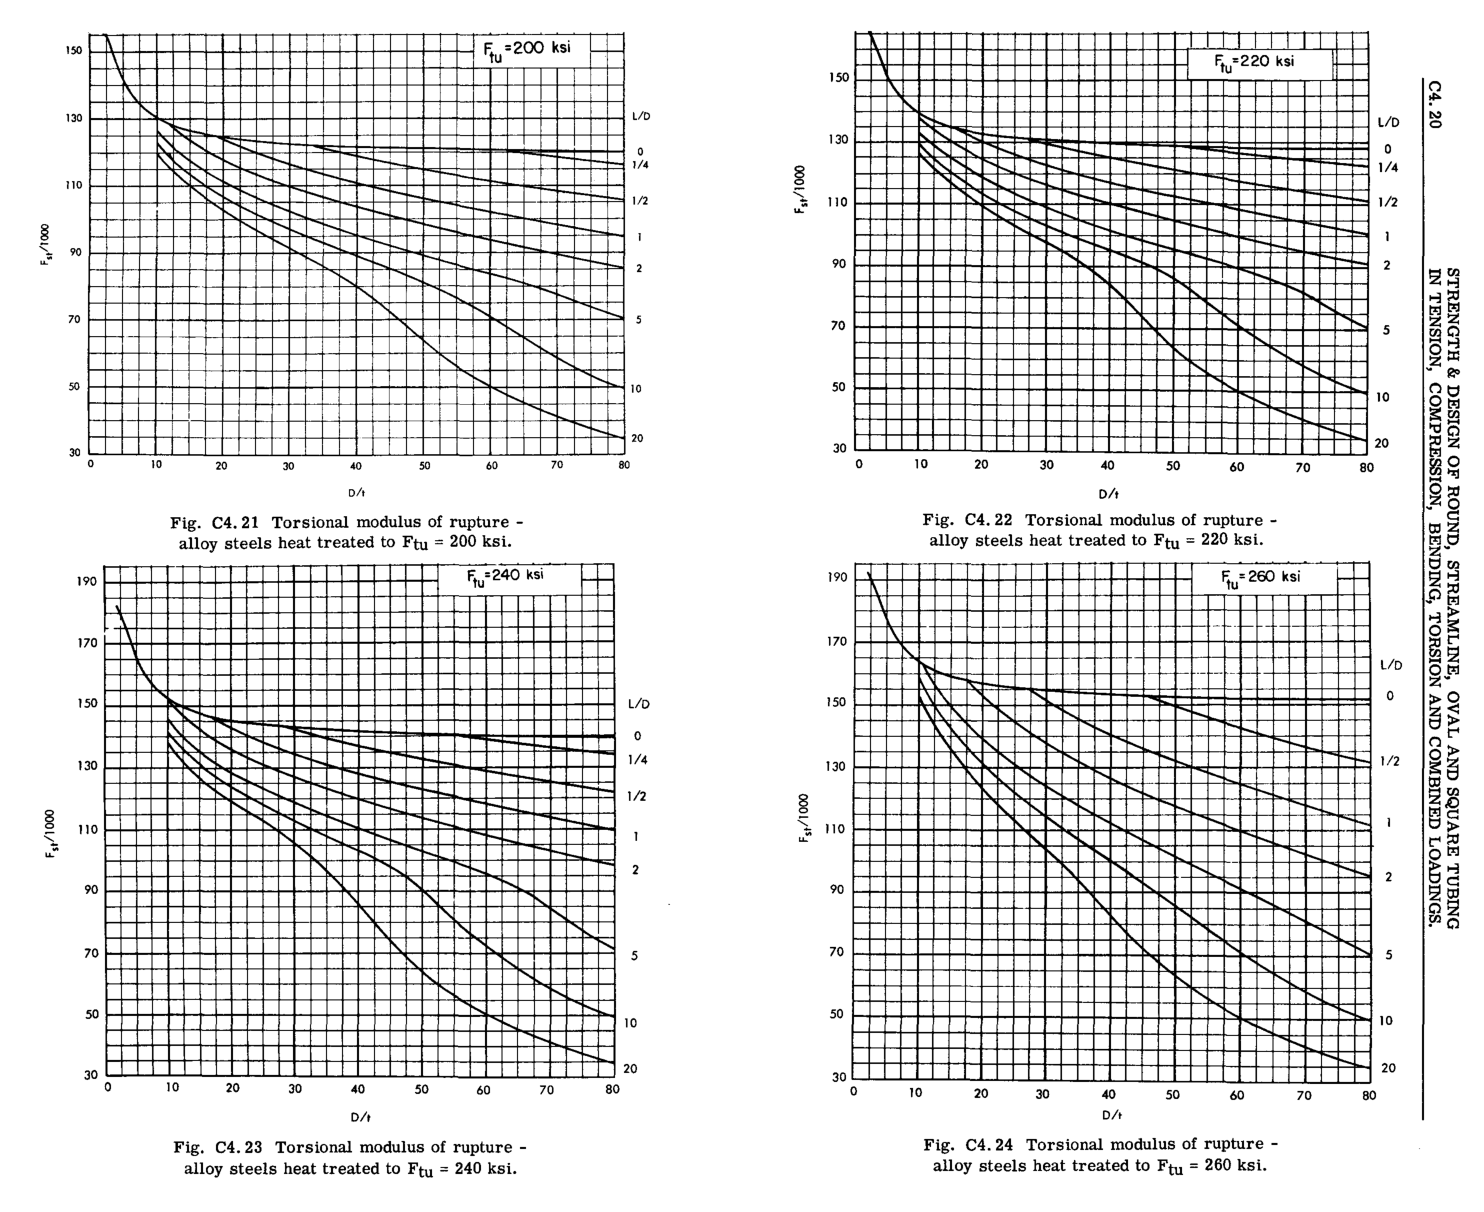 C4.20
STRENGTH & DESIGN OF ROUND, STREAMLINE, OVAL AND SQUARE TUBING
IN TENSION, COMPRESSION, BENDING, TORSION AND COMBINED LOADINGS.
Ftu=200 ksi
150
130
110
90
70
50
30
Fst/1000
L/D
0
1/4
1/2
1
2
5
10
20
0 10 20 30 40 50 60 70 80
D/t
Fig. C4.21 Torsional modulus of rupture -
alloy steels heat treated to Ftu = 200 ksi.
Ftu=220 ksi
150
130
110
90
70
50
30
Fst/1000
L/D
0
1/4
1/2
1
2
5
10
20
0 10 20 30 40 50 60 70 80
D/t
Fig. C4.22 Torsional modulus of rupture -
alloy steels heat treated to Ftu = 220 ksi.
Ftu=240 ksi
190
170
150
130
110
90
70
50
30
Fst/1000
L/D
0
1/4
1/2
1
2
5
10
20
0 10 20 30 40 50 60 70 80
D/t
Fig. C4.23 Torsional modulus of rupture -
alloy steels heat treated to Ftu = 240 ksi.
Ftu=260 ksi
190
170
150
130
110
90
70
50
30
Fst/1000
L/D
0
1/2
1
2
5
10
20
0 10 20 30 40 50 60 70 80
D/t
Fig. C4.24 Torsional modulus of rupture -
alloy steels heat treated to Ftu = 260 ksi.